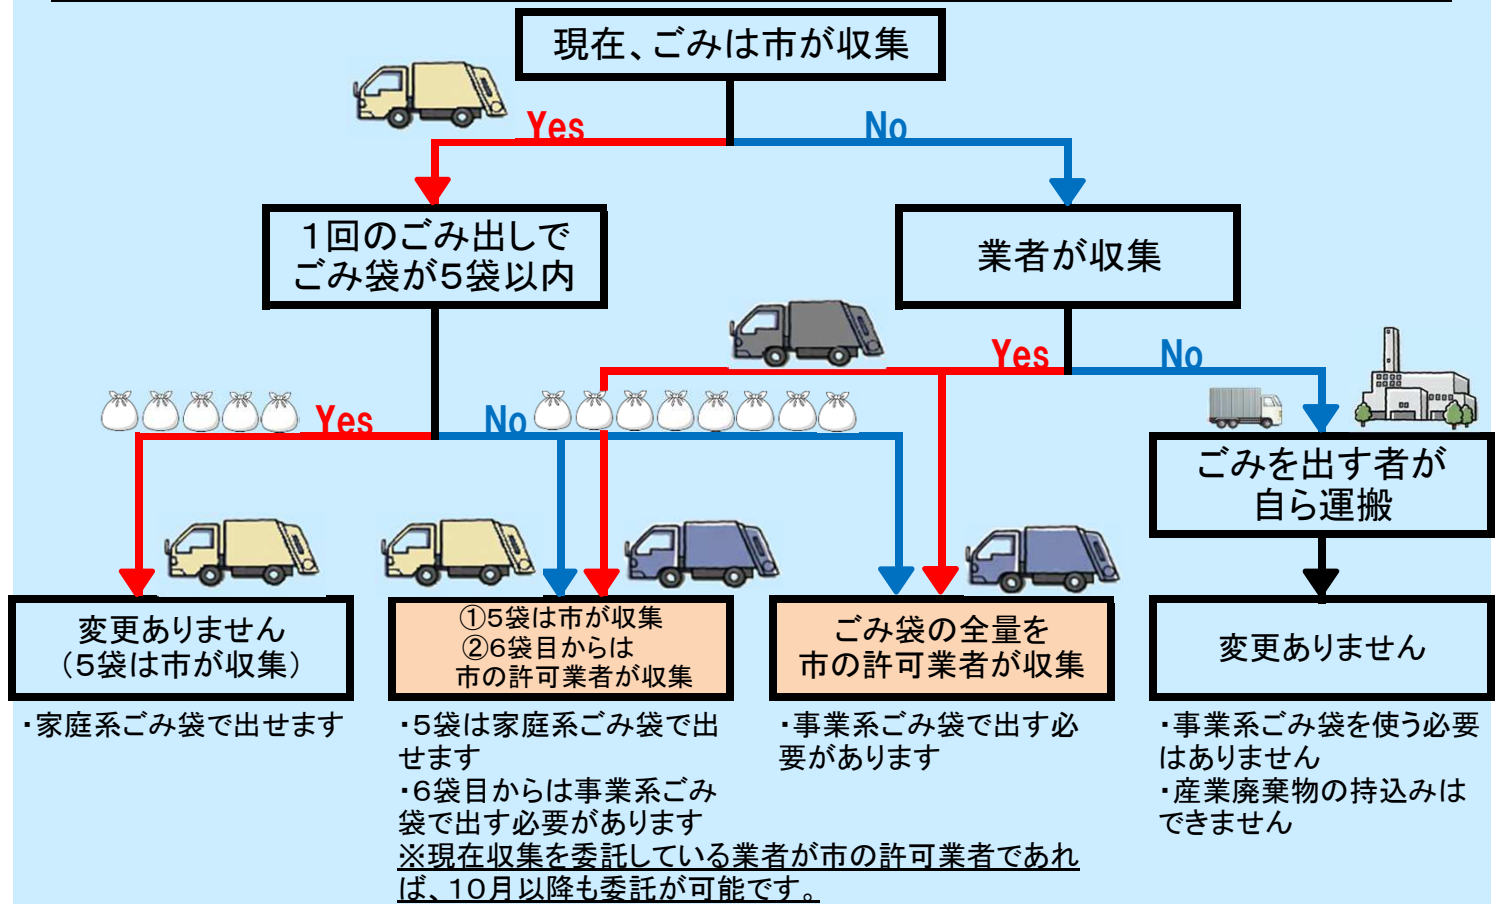 現在、ごみは市が収集
Yes
No
１回のごみ出しで
ごみ袋が５袋以内
業者が収集
Yes
No
Yes
No
ごみを出す者が
自ら運搬
変更ありません
（５袋は市が収集）
①５袋は市が収集
②６袋目からは
市の許可業者が収集
ごみ袋の全量を
市の許可業者が収集
変更ありません
・家庭系ごみ袋で出せます
・５袋は家庭系ごみ袋で出
せます
・６袋目からは事業系ごみ
袋で出す必要があります
※現在収集を委託している業者が市の許可業者であれ
ば、１０月以降も委託が可能です。
・事業系ごみ袋で出す必
要があります
・事業系ごみ袋を使う必要
はありません
・産業廃棄物の持込みは
できません